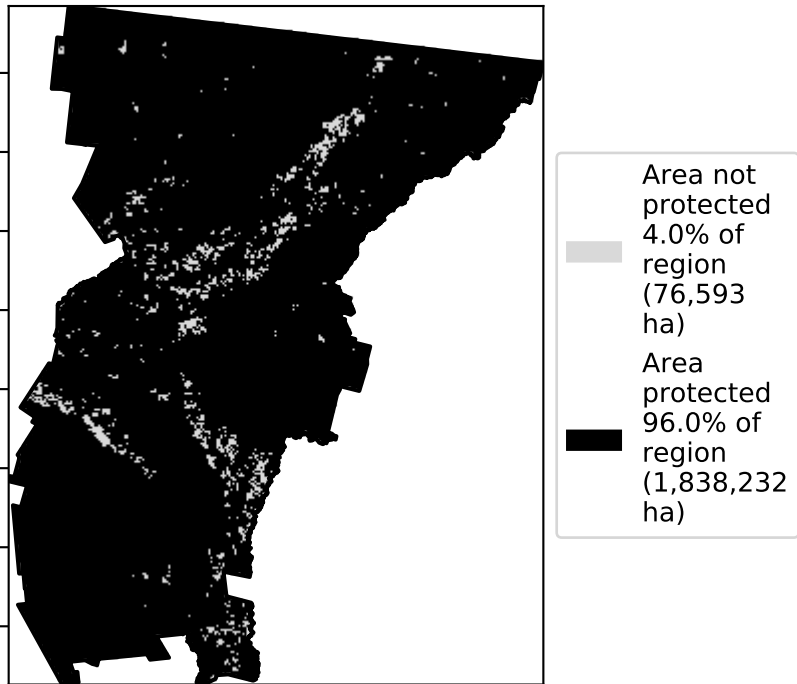 Area not
protected
4.0% of
region
(76,593
ha)
Area
protected
96.0% of
region
(1,838,232
ha)